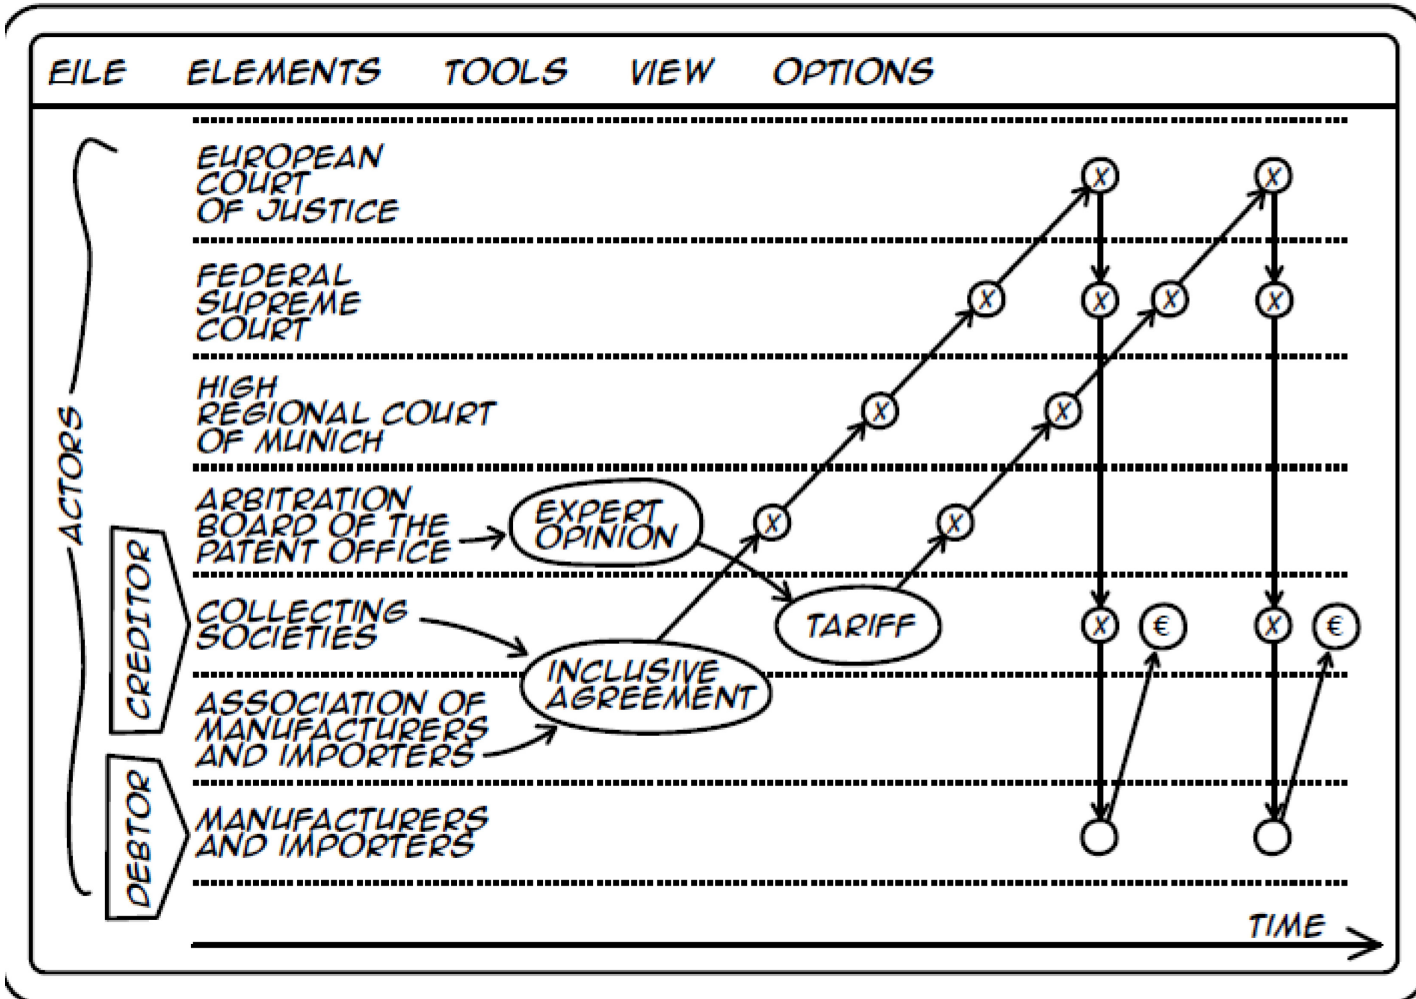 FILE ELEMENTS TOOLS VIEW OPTIONS
EUROPEAN
COURT
OF JUSTICE
X X
FEDERAL
SUPREME
COURT
X X X X
HIGH
REGIONAL COURT
OF MUNICH
X X
ACTORS
ARBITRATION
BOARD OF THE
PATENT OFFICE
EXPERT
OPINION
X X
CREDITOR
COLLECTING
SOCIETIES
TARIFF
X € X €
INCLUSIVE
AGREEMENT
ASSOCIATION OF
MANUFACTURERS
AND IMPORTERS
DEBTOR
MANUFACTURERS
AND IMPORTERS
TIME